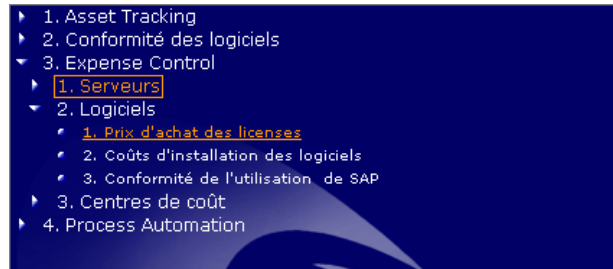 1. Asset Tracking
2. Conformité des logiciels
3. Expense Control
1. Serveurs
2. Logiciels
1. Prix d'achat des licenses
2. Coûts d'installation des logiciels
3. Conformité de l'utilisation de SAP
3. Centres de coût
4. Process Automation